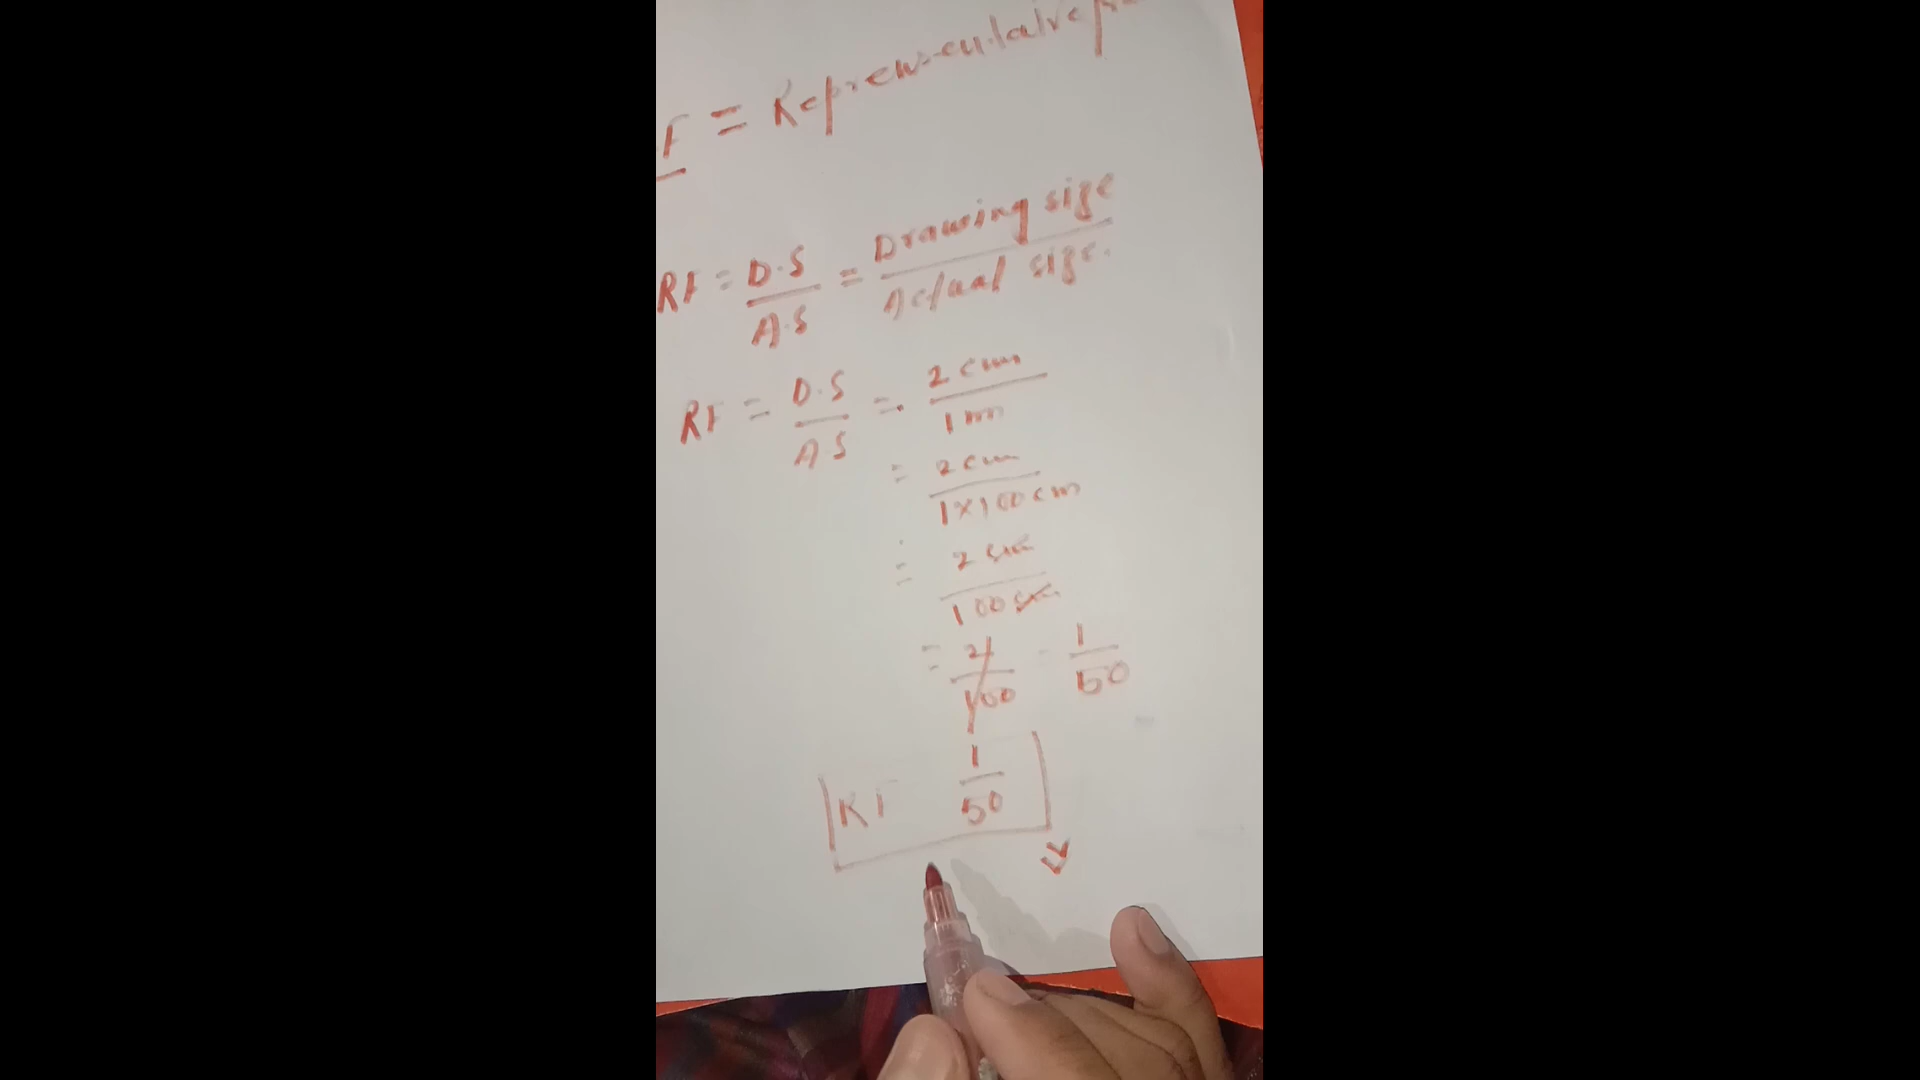 F = Represcutative
RF = D.S / A.S = Drawing size / Actual size.
RF = D.S / A.S = 2 cm / 1 m
= 2 cm / 1 × 100 cm
= 2 cm / 100 cm
= 2 / 100 = 1 / 50
RF 1 / 50